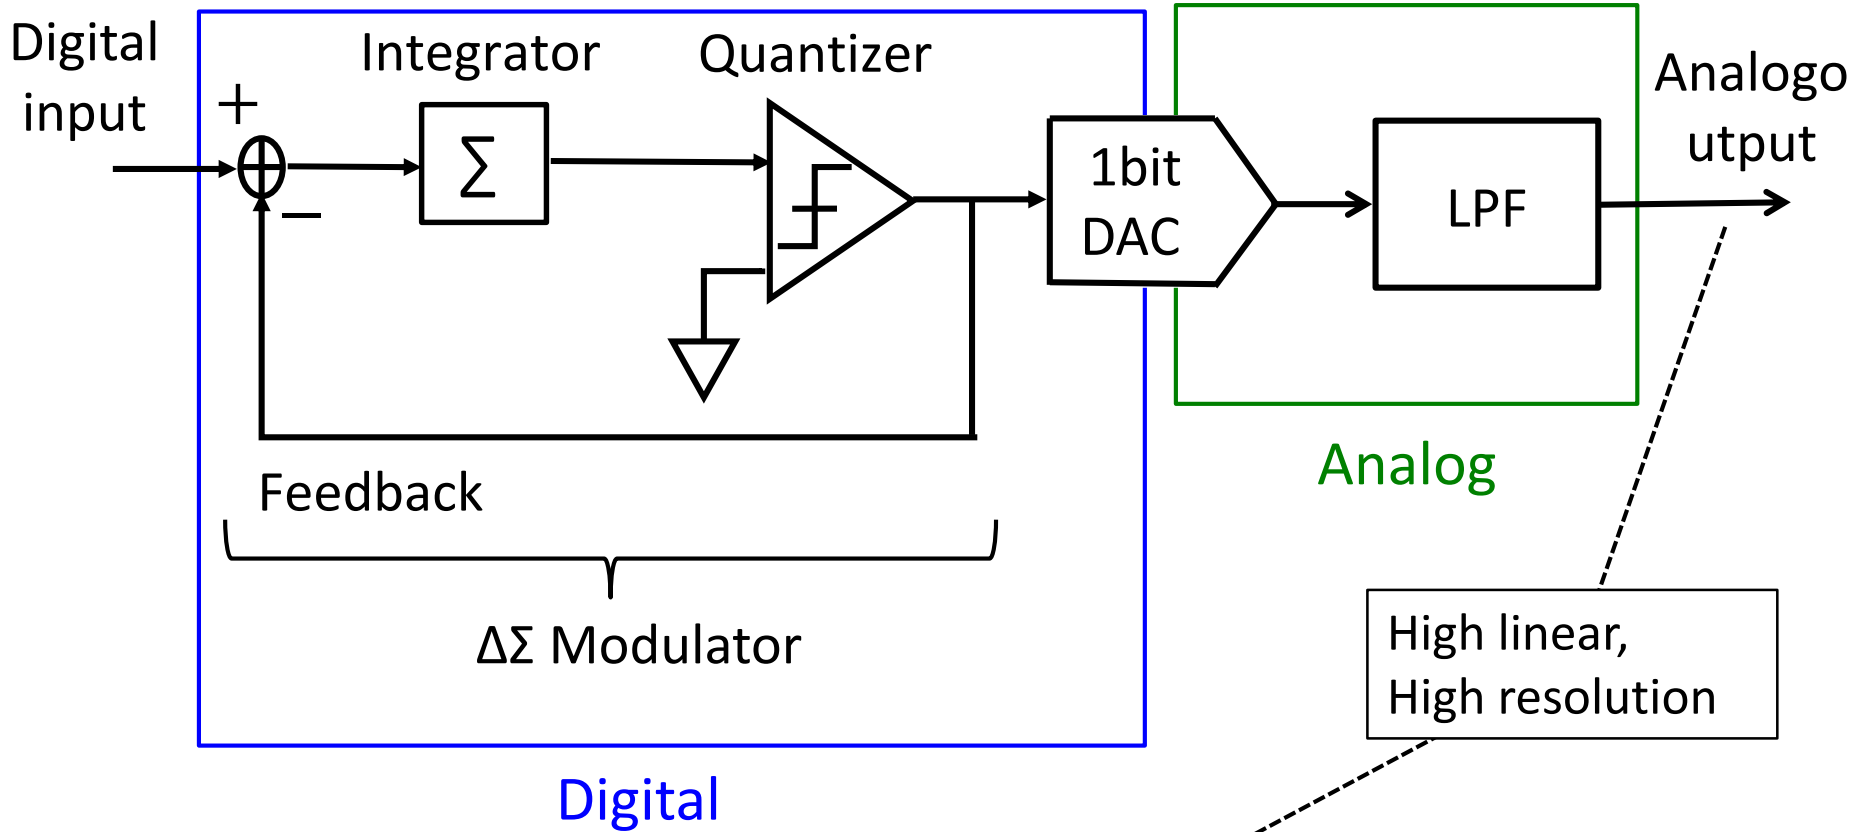 Digital
input
+
−
Integrator
Σ
Quantizer
1bit
DAC
LPF
Analogo
utput
Feedback
ΔΣ Modulator
Digital
Analog
High linear,
High resolution